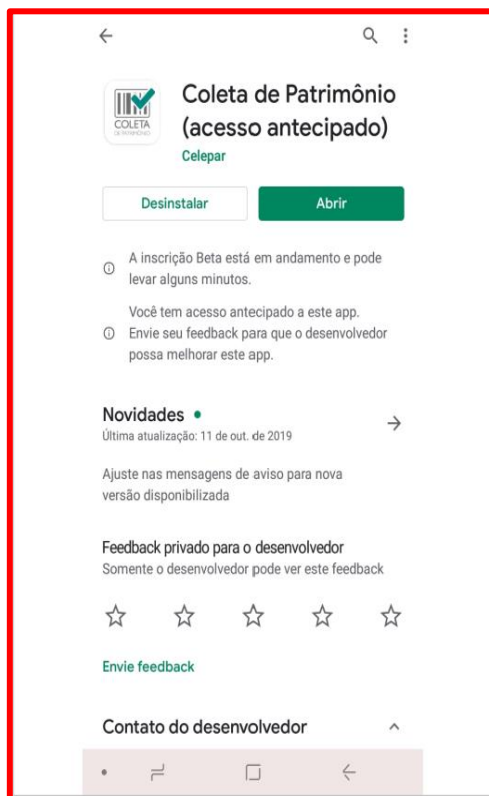 COLETA
DE PATRIMÔNIO
Coleta de Patrimônio
(acesso antecipado)
Celepar
Desinstalar
Abrir
A inscrição Beta está em andamento e pode
levar alguns minutos.
Você tem acesso antecipado a este app.
Envie seu feedback para que o desenvolvedor
possa melhorar este app.
Novidades
Última atualização: 11 de out. de 2019
Ajuste nas mensagens de aviso para nova
versão disponibilizada
Feedback privado para o desenvolvedor
Somente o desenvolvedor pode ver este feedback
Envie feedback
Contato do desenvolvedor